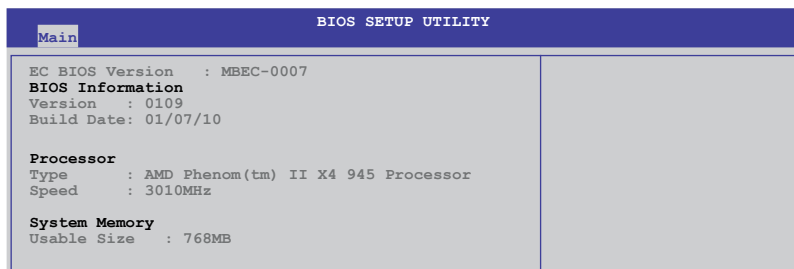 BIOS SETUP UTILITY
Main
EC BIOS Version : MBEC-0007
BIOS Information
Version : 0109
Build Date: 01/07/10
Processor
Type : AMD Phenom(tm) II X4 945 Processor
Speed : 3010MHz
System Memory
Usable Size : 768MB